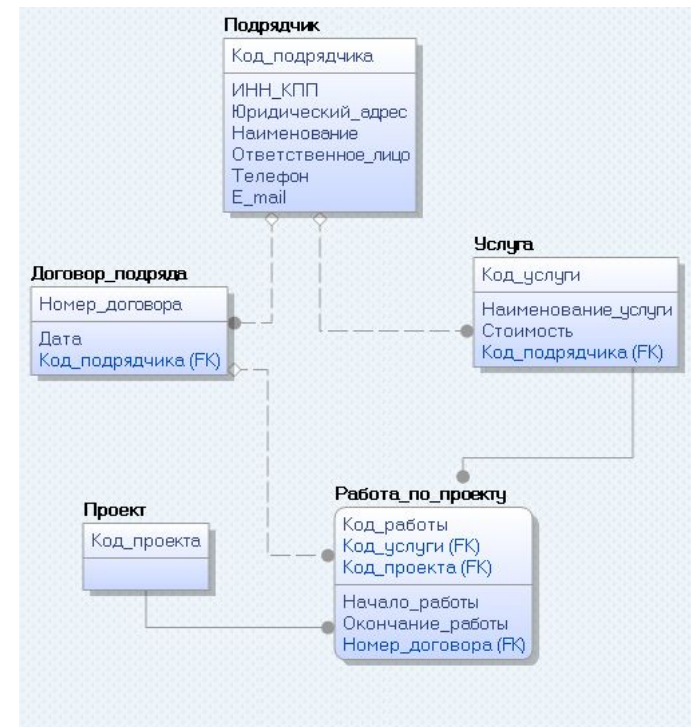 Подрядчик
Код_подрядчика
ИНН_КПП
Юридический_адрес
Наименование
Ответственное_лицо
Телефон
E_mail
Услуга
Код_услуги
Наименование_услуги
Стоимость
Код_подрядчика (FK)
Договор_подряда
Номер_договора
Дата
Код_подрядчика (FK)
Проект
Код_проекта
Работа_по_проекту
Код_работы
Код_услуги (FK)
Код_проекта (FK)
Начало_работы
Окончание_работы
Номер_договора (FK)